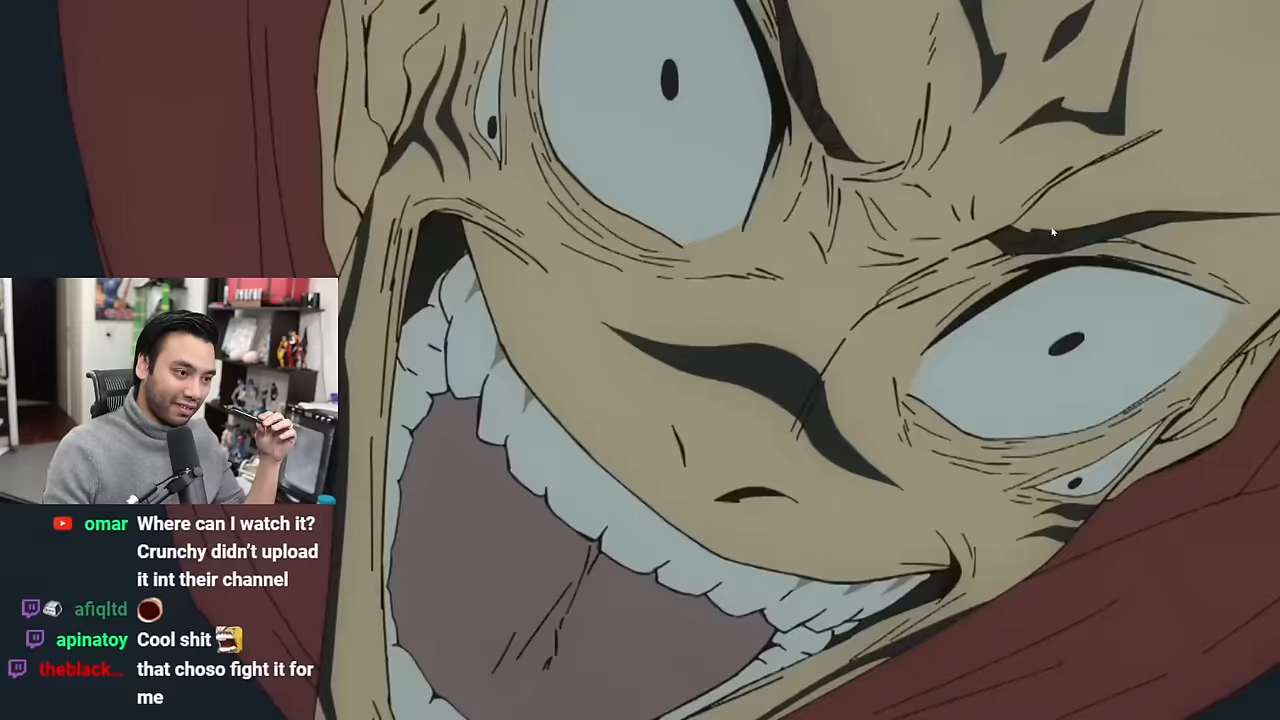 omar Where can I watch it?
Crunchy didn't upload
it int their channel
afiqltd
apinatoy Cool shit
theblack... that choso fight it for
me